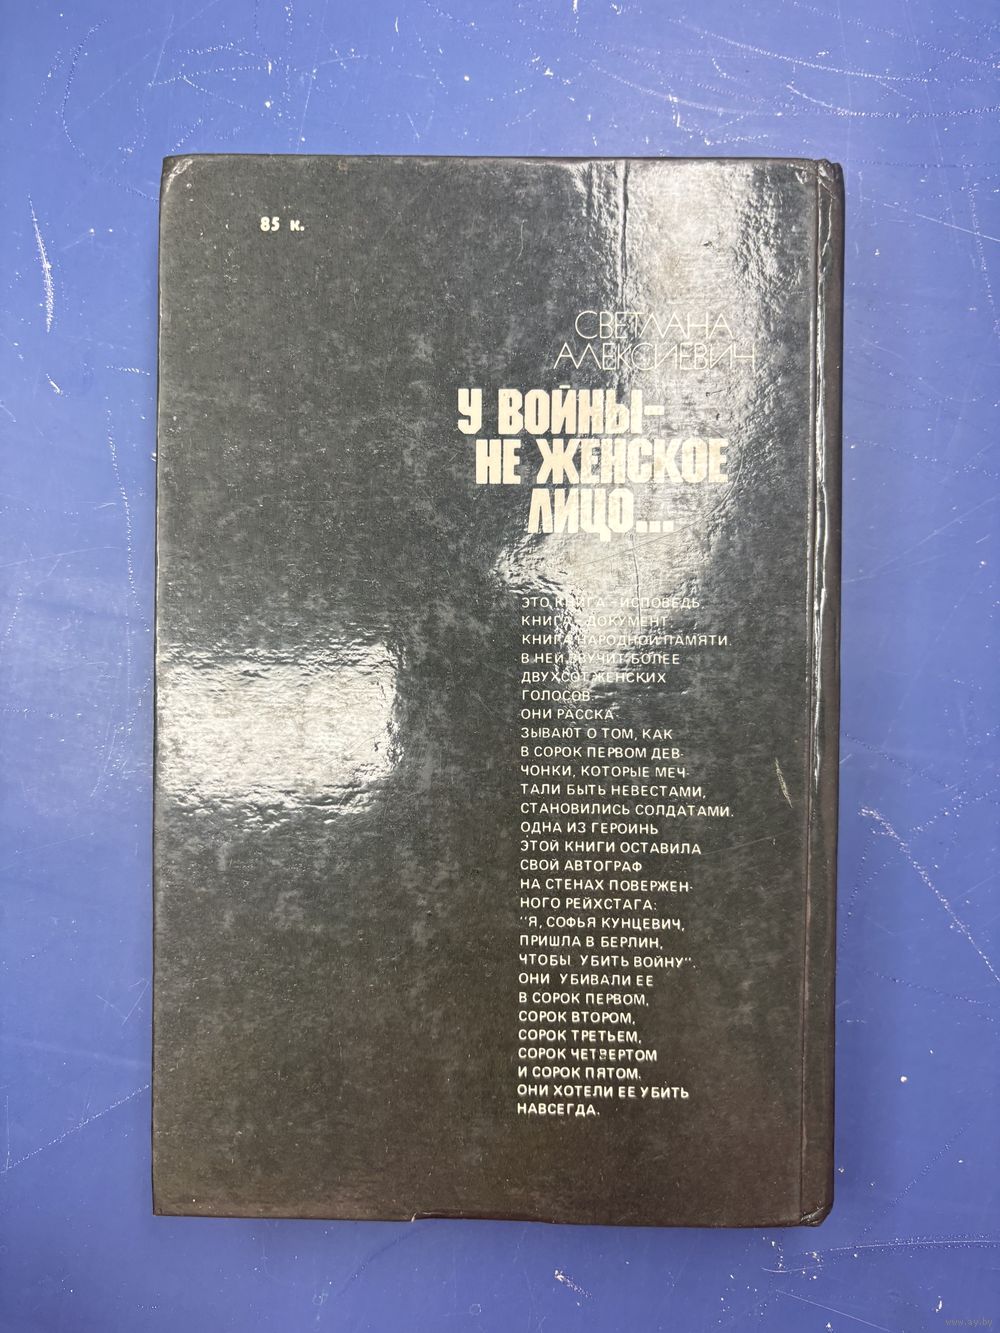 85 к.
СВЕТЛАНА
АЛЕКСИЕВИЧ
У ВОЙНЫ-
НЕ ЖЕНСКОЕ
ЛИЦО...
ЭТО КНИГА - ИСПОВЕДЬ,
КНИГА - ДОКУМЕНТ,
КНИГА НАРОДНОЙ ПАМЯТИ.
В НЕЙ ЗВУЧИТ БОЛЕЕ
ДВУХСОТ ЖЕНСКИХ
ГОЛОСОВ.
ОНИ РАССКА-
ЗЫВАЮТ О ТОМ, КАК
В СОРОК ПЕРВОМ ДЕВ-
ЧОНКИ, КОТОРЫЕ МЕЧ-
ТАЛИ БЫТЬ НЕВЕСТАМИ,
СТАНОВИЛИСЬ СОЛДАТАМИ.
ОДНА ИЗ ГЕРОИНЬ
ЭТОЙ КНИГИ ОСТАВИЛА
СВОЙ АВТОГРАФ
НА СТЕНАХ ПОВЕРЖЕН-
НОГО РЕЙХСТАГА:
"Я, СОФЬЯ КУНЦЕВИЧ,
ПРИШЛА В БЕРЛИН,
ЧТОБЫ УБИТЬ ВОЙНУ".
ОНИ УБИВАЛИ ЕЕ
В СОРОК ПЕРВОМ,
СОРОК ВТОРОМ,
СОРОК ТРЕТЬЕМ,
СОРОК ЧЕТВЕРТОМ
И СОРОК ПЯТОМ.
ОНИ ХОТЕЛИ ЕЕ УБИТЬ
НАВСЕГДА.
www.ay.by